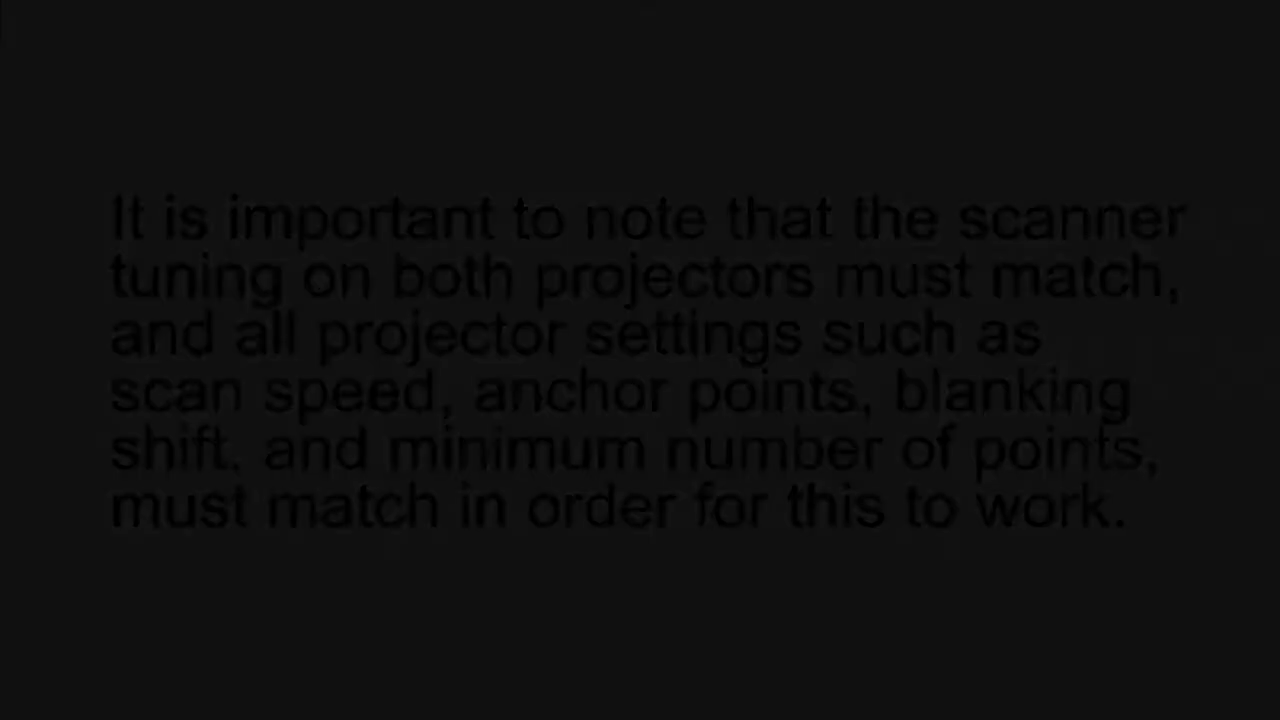 It is important to note that the scanner
tuning on both projectors must match,
and all projector settings such as
scan speed, anchor points, blanking
shift, and minimum number of points,
must match in order for this to work.